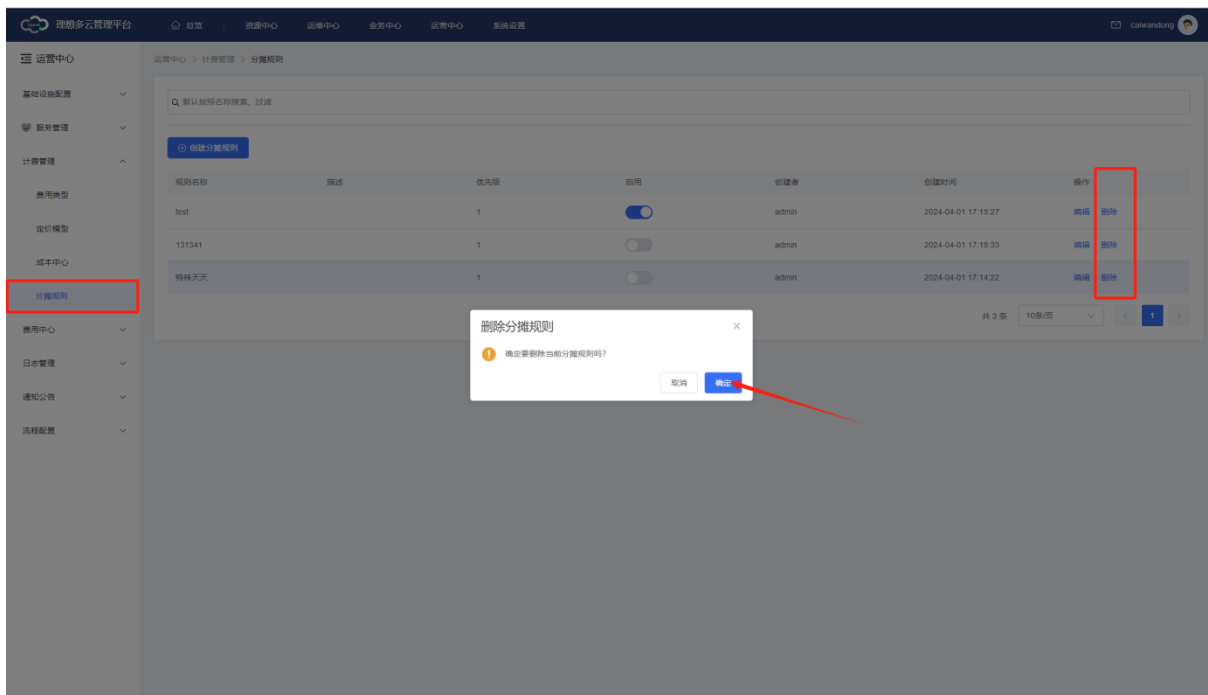 理想多云管理平台 总览 资源中心 运维中心 业务中心 运营中心 系统设置 caiwandong
运营中心 运营中心 > 计费管理 > 分摊规则
基础设施配置
默认按照名称搜索、过滤
服务管理
创建分摊规则
计费管理
规则名称 描述 优先级 启用 创建者 创建时间 操作
费用类型
test 1 admin 2024-04-01 17:15:27 编辑 删除
定价模型
131341 1 admin 2024-04-01 17:18:33 编辑 删除
成本中心
特殊天天 1 admin 2024-04-01 17:14:22 编辑 删除
分摊规则
共 3 条 10条/页 1
费用中心
删除分摊规则
确定要删除当前分摊规则吗?
日志管理
取消 确定
通知公告
流程配置